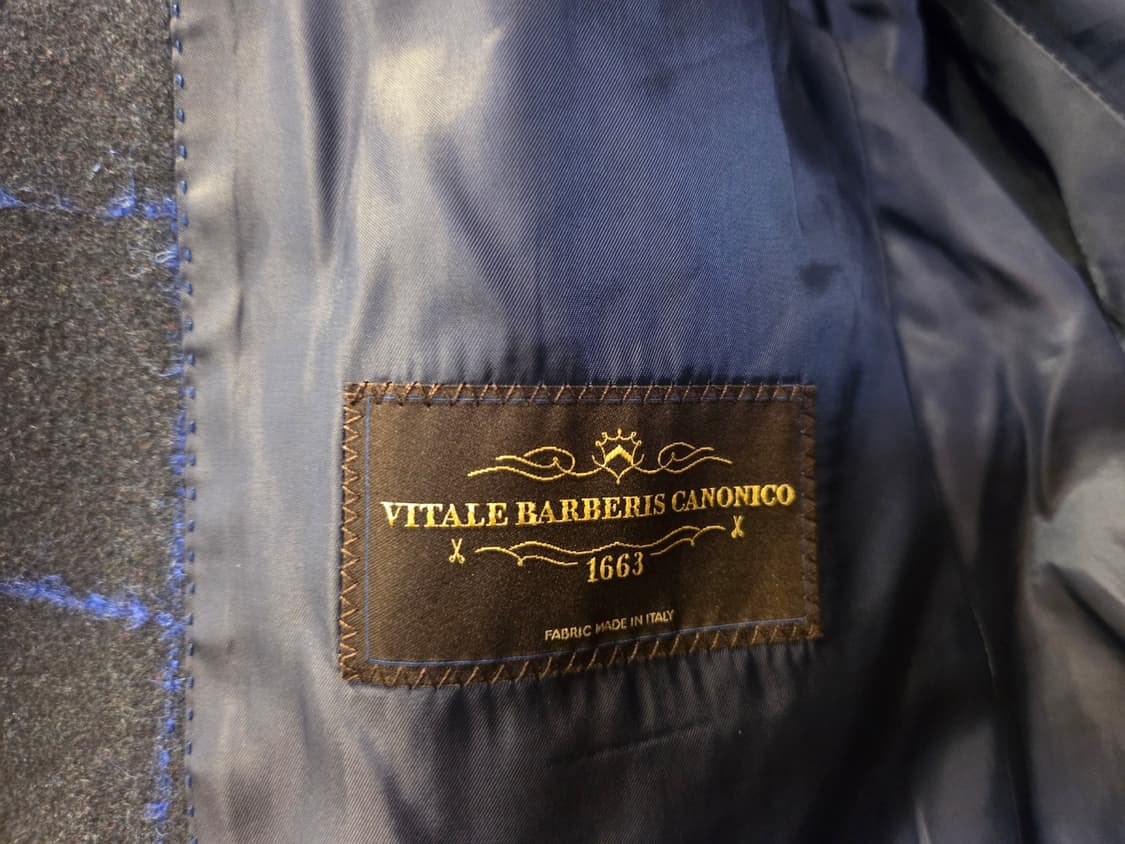 VITALE BARBERIS CANONICO
1663
FABRIC MADE IN ITALY